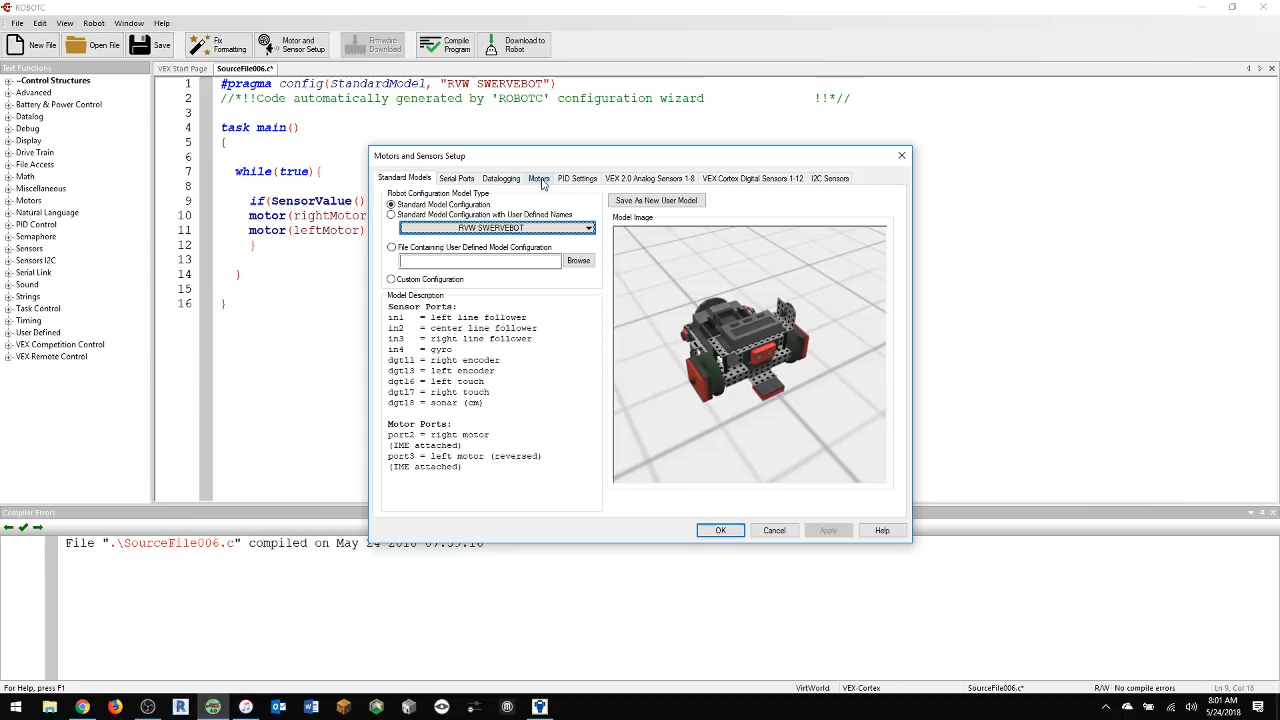 ROBOTC
File Edit View Robot Window Help
New File Open File Save Fix Formatting Motor and Sensor Setup Firmware Download Compile Program Download to Robot
Text Functions
~Control Structures
Advanced
Battery & Power Control
Datalog
Debug
Display
Drive Train
File Access
Math
Miscellaneous
Motors
Natural Language
PID Control
Semaphore
Sensors
Sensors I2C
Serial Link
Sound
Strings
Task Control
Timing
User Defined
VEX Competition Control
VEX Remote Control
VEX Start Page SourceFile006.c*
1 #pragma config(StandardModel, "RVW SWERVEBOT")
2 //*!!Code automatically generated by 'ROBOTC' configuration wizard !!*//
3
4 task main()
5 {
6
7 while(true){
8
9 if(SensorValue(
10 motor(rightMotor
11 motor(leftMotor)
12 }
13
14 }
15
16 }
Motors and Sensors Setup
Standard Models Serial Ports Datalogging Motors PID Settings VEX 2.0 Analog Sensors 1-8 VEX Cortex Digital Sensors 1-12 I2C Sensors
Robot Configuration Model Type
Standard Model Configuration
Standard Model Configuration with User Defined Names
RVW SWERVEBOT
File Containing User Defined Model Configuration
Browse
Custom Configuration
Model Description
Sensor Ports:
in1 = left line follower
in2 = center line follower
in3 = right line follower
in4 = gyro
dgtl1 = right encoder
dgtl3 = left encoder
dgtl6 = left touch
dgtl7 = right touch
dgtl8 = sonar (cm)
Motor Ports:
port2 = right motor
(IME attached)
port3 = left motor (reversed)
(IME attached)
Save As New User Model
Model Image
OK Cancel Apply Help
Compiler Errors
File ".\SourceFile006.c" compiled on May 24 2018
For Help, press F1
VirtWorld VEX-Cortex SourceFile006.c* R/W No compile errors Ln 9, Col 18
8:01 AM
5/24/2018